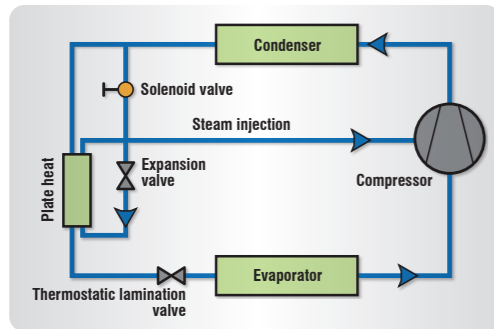 Condenser
Solenoid valve
Steam injection
Plate heat
Expansion
valve
Compressor
Evaporator
Thermostatic lamination
valve